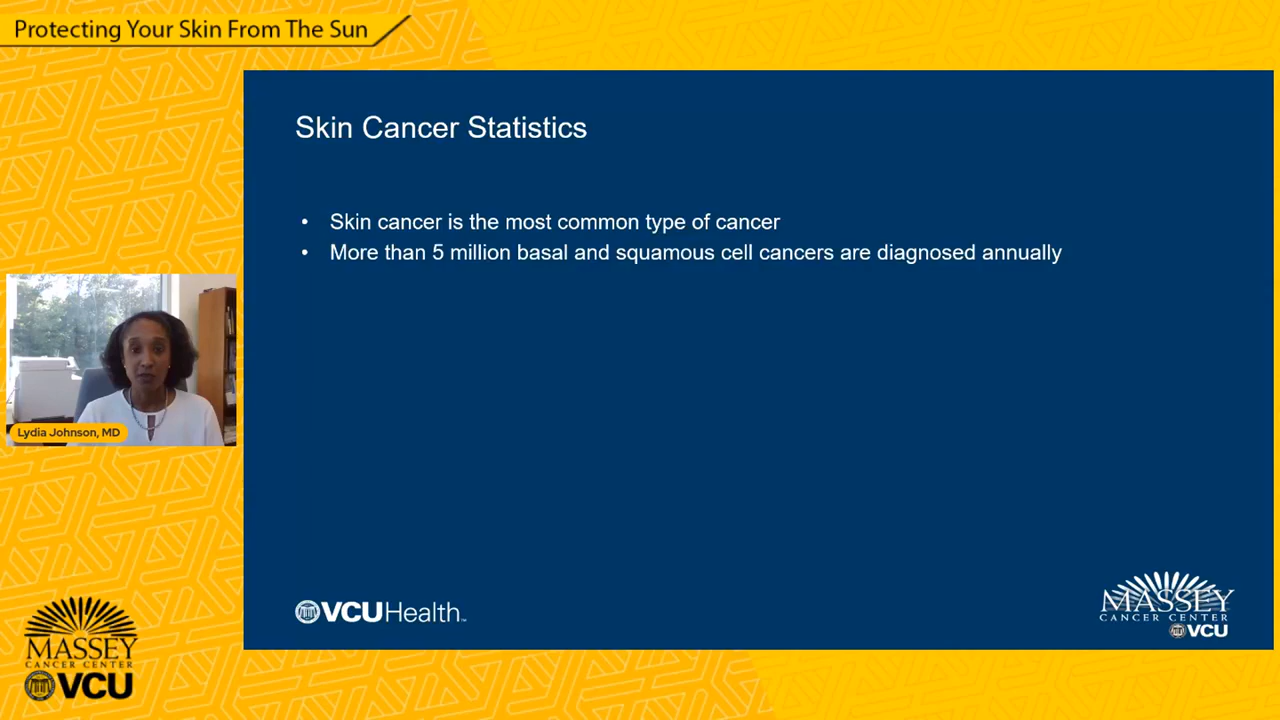 Protecting Your Skin From The Sun
Skin Cancer Statistics
• Skin cancer is the most common type of cancer
• More than 5 million basal and squamous cell cancers are diagnosed annually
Lydia Johnson, MD
VCUHealth™
MASSEY
CANCER CENTER
VCU
MASSEY
CANCER CENTER
VCU